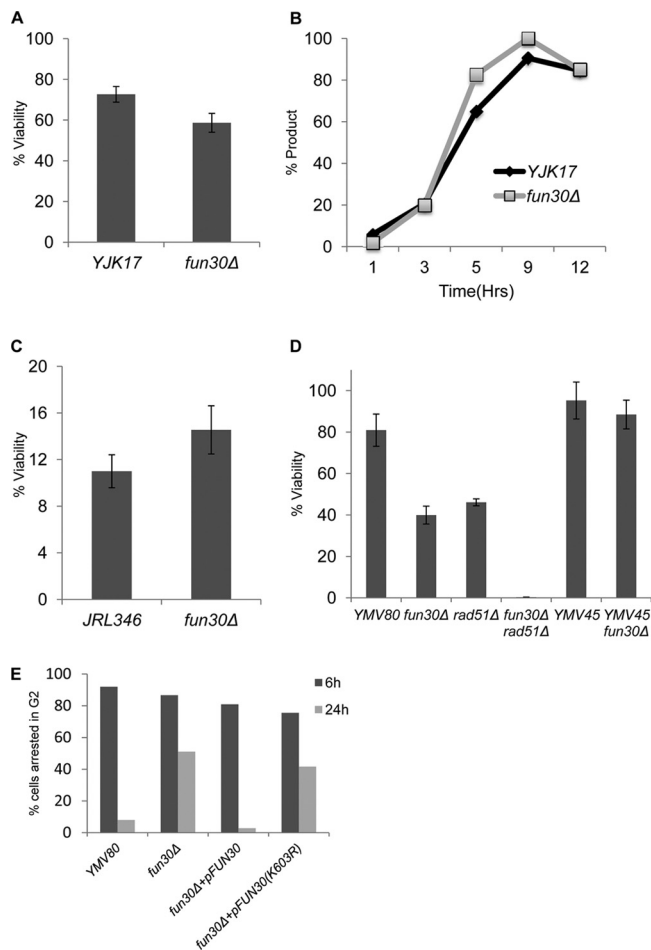 A
% Viability
100
80
60
40
20
0
YJK17 fun30Δ
B
% Product
100
80
60
40
20
0
YJK17
fun30Δ
1 3 5 9 12
Time(Hrs)
C
% Viability
20
16
12
8
4
0
JRL346 fun30Δ
D
% Viability
100
80
60
40
20
0
YMV80 fun30Δ rad51Δ fun30Δ YMV45 YMV45
rad51Δ fun30Δ
E
% cells arrested in G2
100
80
60
40
20
0
6h
24h
YMV80
fun30Δ
fun30Δ+pFUN30
fun30Δ+pFUN30(K603R)